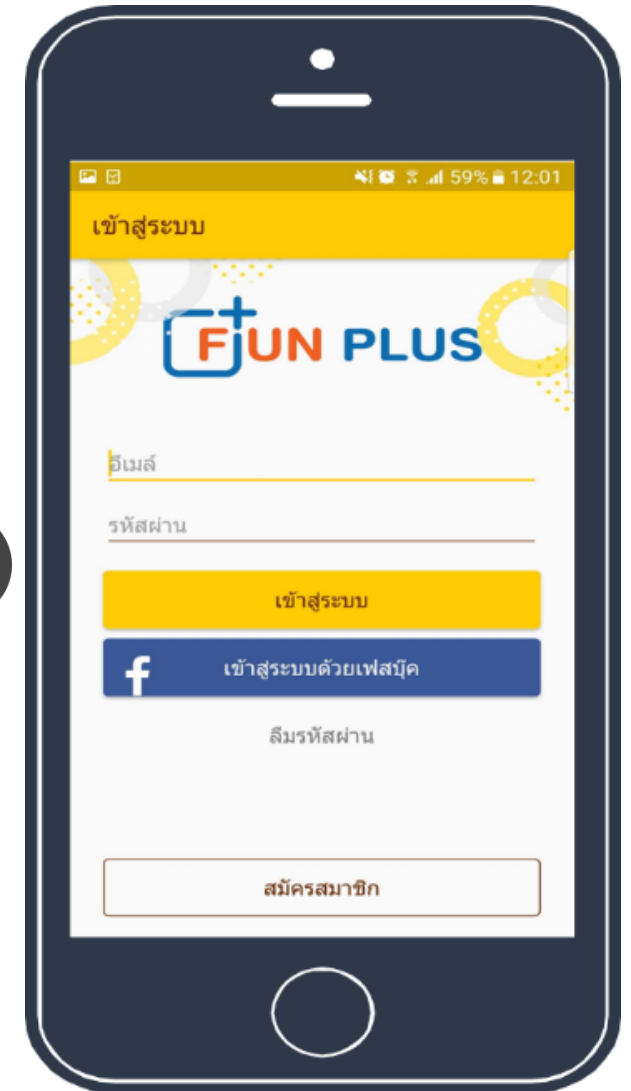 59% 12:01
เข้าสู่ระบบ
FUN PLUS
อีเมล์
รหัสผ่าน
เข้าสู่ระบบ
f เข้าสู่ระบบด้วยเฟสบุ๊ค
ลืมรหัสผ่าน
สมัครสมาชิก